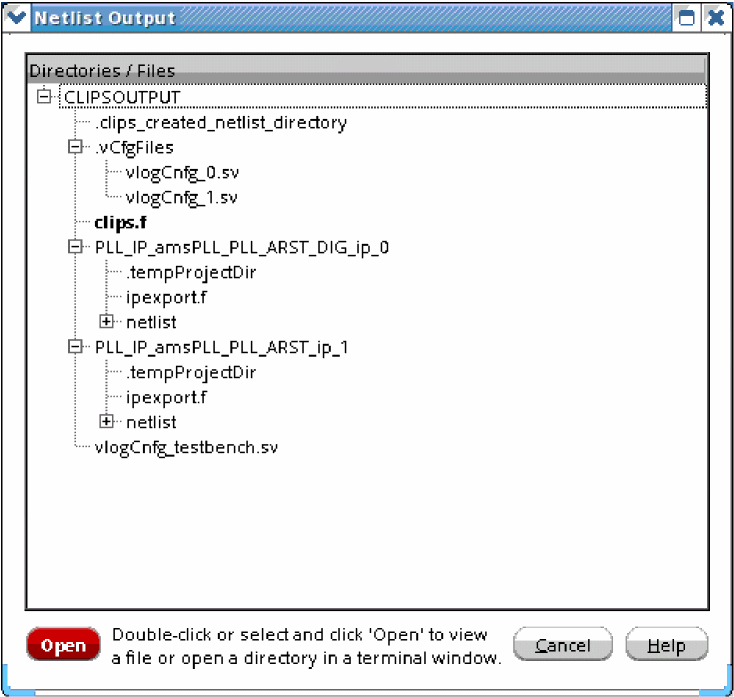 Netlist Output
Directories / Files
CLIPSOUTPUT
.clips_created_netlist_directory
.vCfgFiles
vlogCnfg_0.sv
vlogCnfg_1.sv
clips.f
PLL_IP_amsPLL_PLL_ARST_DIG_ip_0
.tempProjectDir
ipexport.f
netlist
PLL_IP_amsPLL_PLL_ARST_ip_1
.tempProjectDir
ipexport.f
netlist
vlogCnfg_testbench.sv
Open
Double-click or select and click 'Open' to view
a file or open a directory in a terminal window.
Cancel
Help